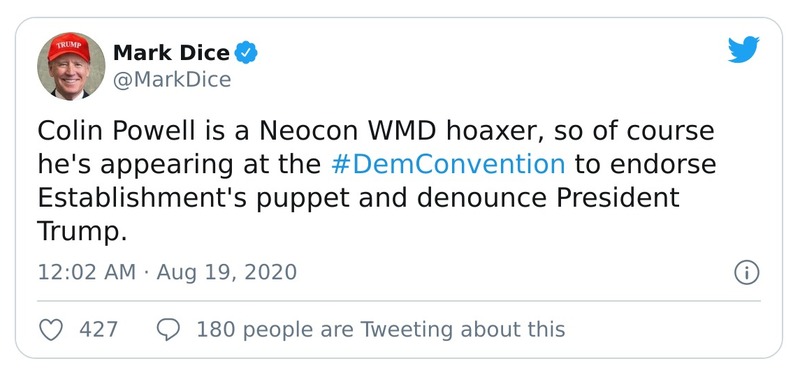 TRUMP
Mark Dice
@MarkDice
Colin Powell is a Neocon WMD hoaxer, so of course
he's appearing at the #DemConvention to endorse
Establishment's puppet and denounce President
Trump.
12:02 AM · Aug 19, 2020
427 180 people are Tweeting about this